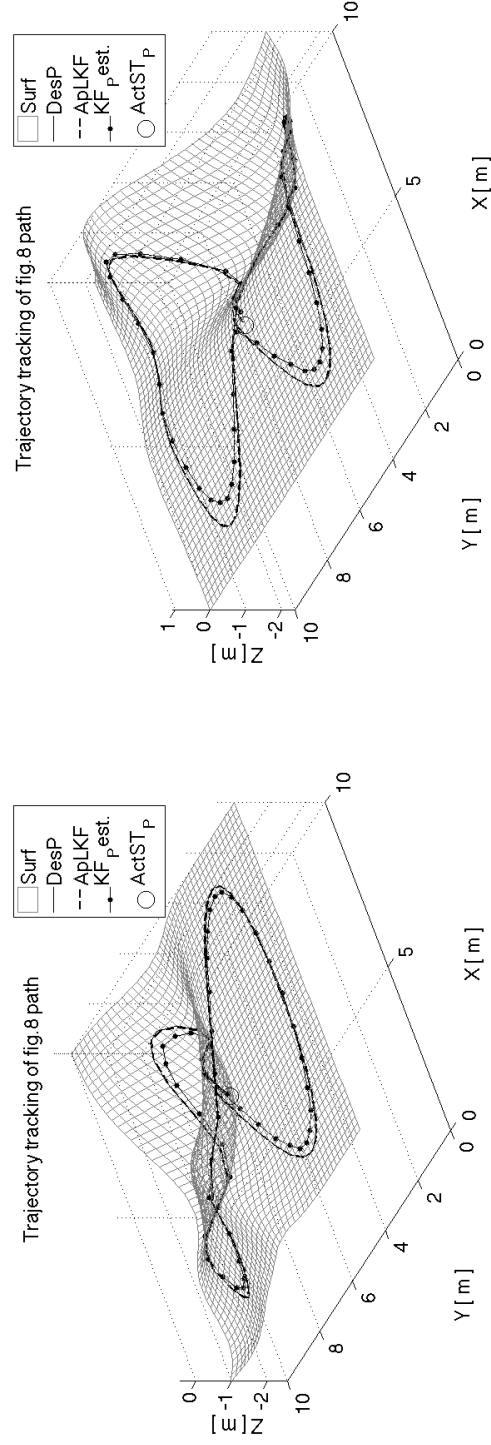 Trajectory tracking of fig.8 path
Surf
DesP
ApLKF
KF_P est.
ActST_P
0
-1
-2
Z [ m ]
10
8
6
4
2
0
Y [ m ]
0
5
10
X [ m ]
Trajectory tracking of fig.8 path
Surf
DesP
ApLKF
KF_P est.
ActST_P
1
0
-1
-2
Z [ m ]
10
8
6
4
2
0
Y [ m ]
0
5
10
X [ m ]